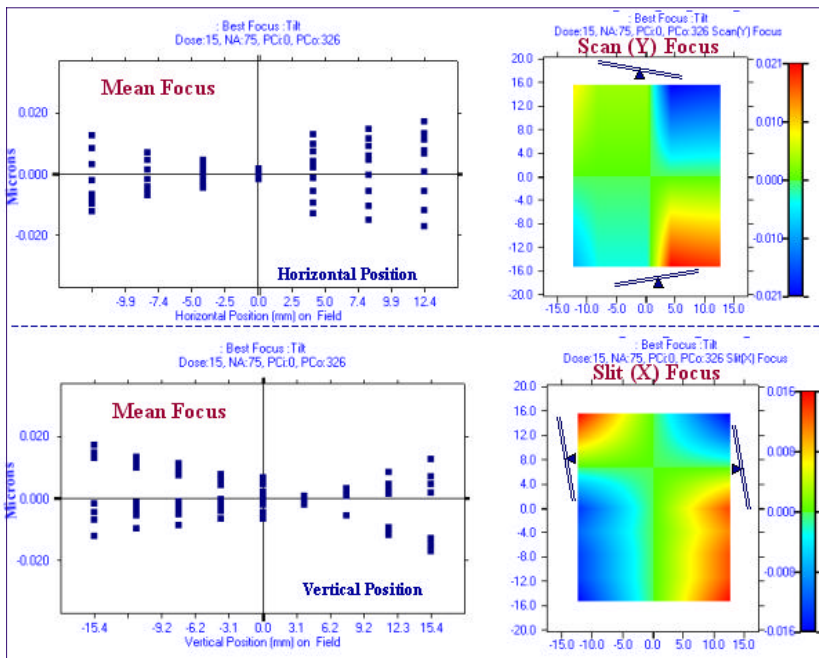 : Best Focus :Tilt
Dose:15, NA:75, PCi:0, PCo:326
Mean Focus
Microns
0.020
0.000
-0.020
Horizontal Position
-9.9 -7.4 -5.0 -2.5 0.0 2.5 5.0 7.4 9.9 12.4
Horizontal Position (mm) on Field
: Best Focus :Tilt
Dose:15, NA:75, PCi:0, PCo:326 Scan(Y) Focus
Scan (Y) Focus
20.0
16.0
12.0
8.0
4.0
0.0
-4.0
-8.0
-12.0
-16.0
-20.0
-15.0 -10.0 -5.0 0.0 5.0 10.0 15.0
0.021
0.010
0.000
-0.010
-0.021
: Best Focus :Tilt
Dose:15, NA:75, PCi:0, PCo:326
Mean Focus
Microns
0.020
0.000
-0.020
Vertical Position
-15.4 -9.2 -6.2 -3.1 0.0 3.1 6.2 9.2 12.3 15.4
Vertical Position (mm) on Field
: Best Focus :Tilt
Dose:15, NA:75, PCi:0, PCo:326 Slit(X) Focus
Slit (X) Focus
20.0
16.0
12.0
8.0
4.0
0.0
-4.0
-8.0
-12.0
-16.0
-20.0
-15.0 -10.0 -5.0 0.0 5.0 10.0 15.0
0.016
0.008
0.000
-0.008
-0.016